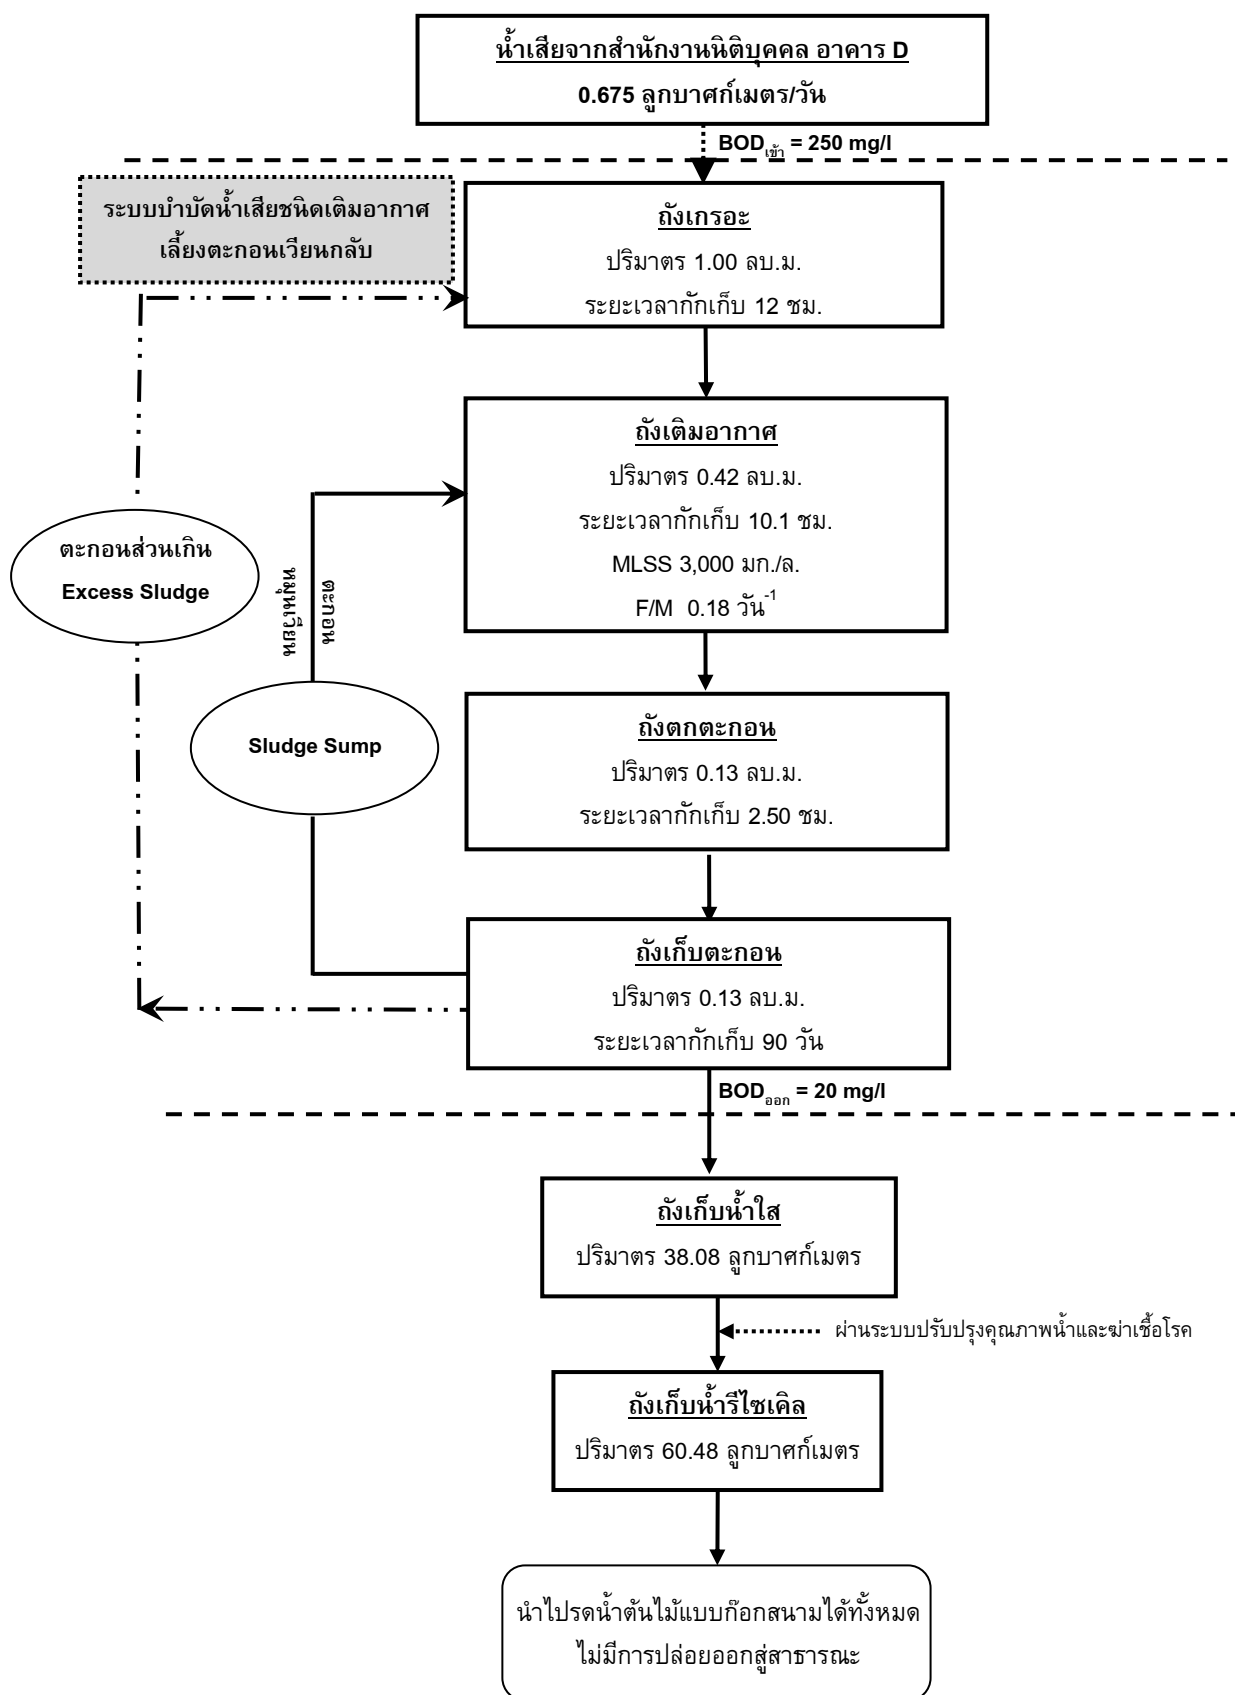 น้ำเสียจากสำนักงานนิติบุคคล อาคาร D
0.675 ลูกบาศก์เมตร/วัน
BODเข้า = 250 mg/l
ระบบบำบัดน้ำเสียชนิดเติมอากาศ
เลี้ยงตะกอนเวียนกลับ
ถังเกรอะ
ปริมาตร 1.00 ลบ.ม.
ระยะเวลากักเก็บ 12 ชม.
ถังเติมอากาศ
ปริมาตร 0.42 ลบ.ม.
ระยะเวลากักเก็บ 10.1 ชม.
MLSS 3,000 มก./ล.
F/M 0.18 วัน-1
ตะกอนส่วนเกิน
Excess Sludge
ตะกอน
หมุนเวียน
Sludge Sump
ถังตกตะกอน
ปริมาตร 0.13 ลบ.ม.
ระยะเวลากักเก็บ 2.50 ชม.
ถังเก็บตะกอน
ปริมาตร 0.13 ลบ.ม.
ระยะเวลากักเก็บ 90 วัน
BODออก = 20 mg/l
ถังเก็บน้ำใส
ปริมาตร 38.08 ลูกบาศก์เมตร
ผ่านระบบปรับปรุงคุณภาพน้ำและฆ่าเชื้อโรค
ถังเก็บน้ำรีไซเคิล
ปริมาตร 60.48 ลูกบาศก์เมตร
นำไปรดน้ำต้นไม้แบบก๊อกสนามได้ทั้งหมด
ไม่มีการปล่อยออกสู่สาธารณะ